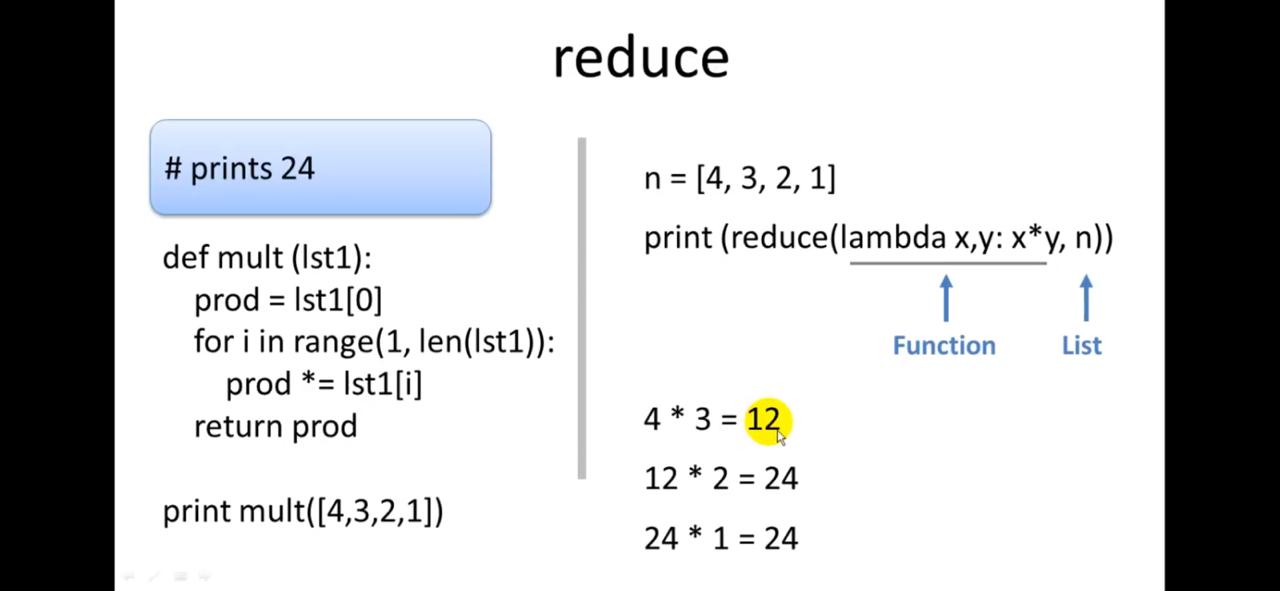 reduce
# prints 24
def mult (lst1):
prod = lst1[0]
for i in range(1, len(lst1)):
prod *= lst1[i]
return prod
print mult([4,3,2,1])
n = [4, 3, 2, 1]
print (reduce(lambda x,y: x*y, n))
Function List
4 * 3 = 12
12 * 2 = 24
24 * 1 = 24